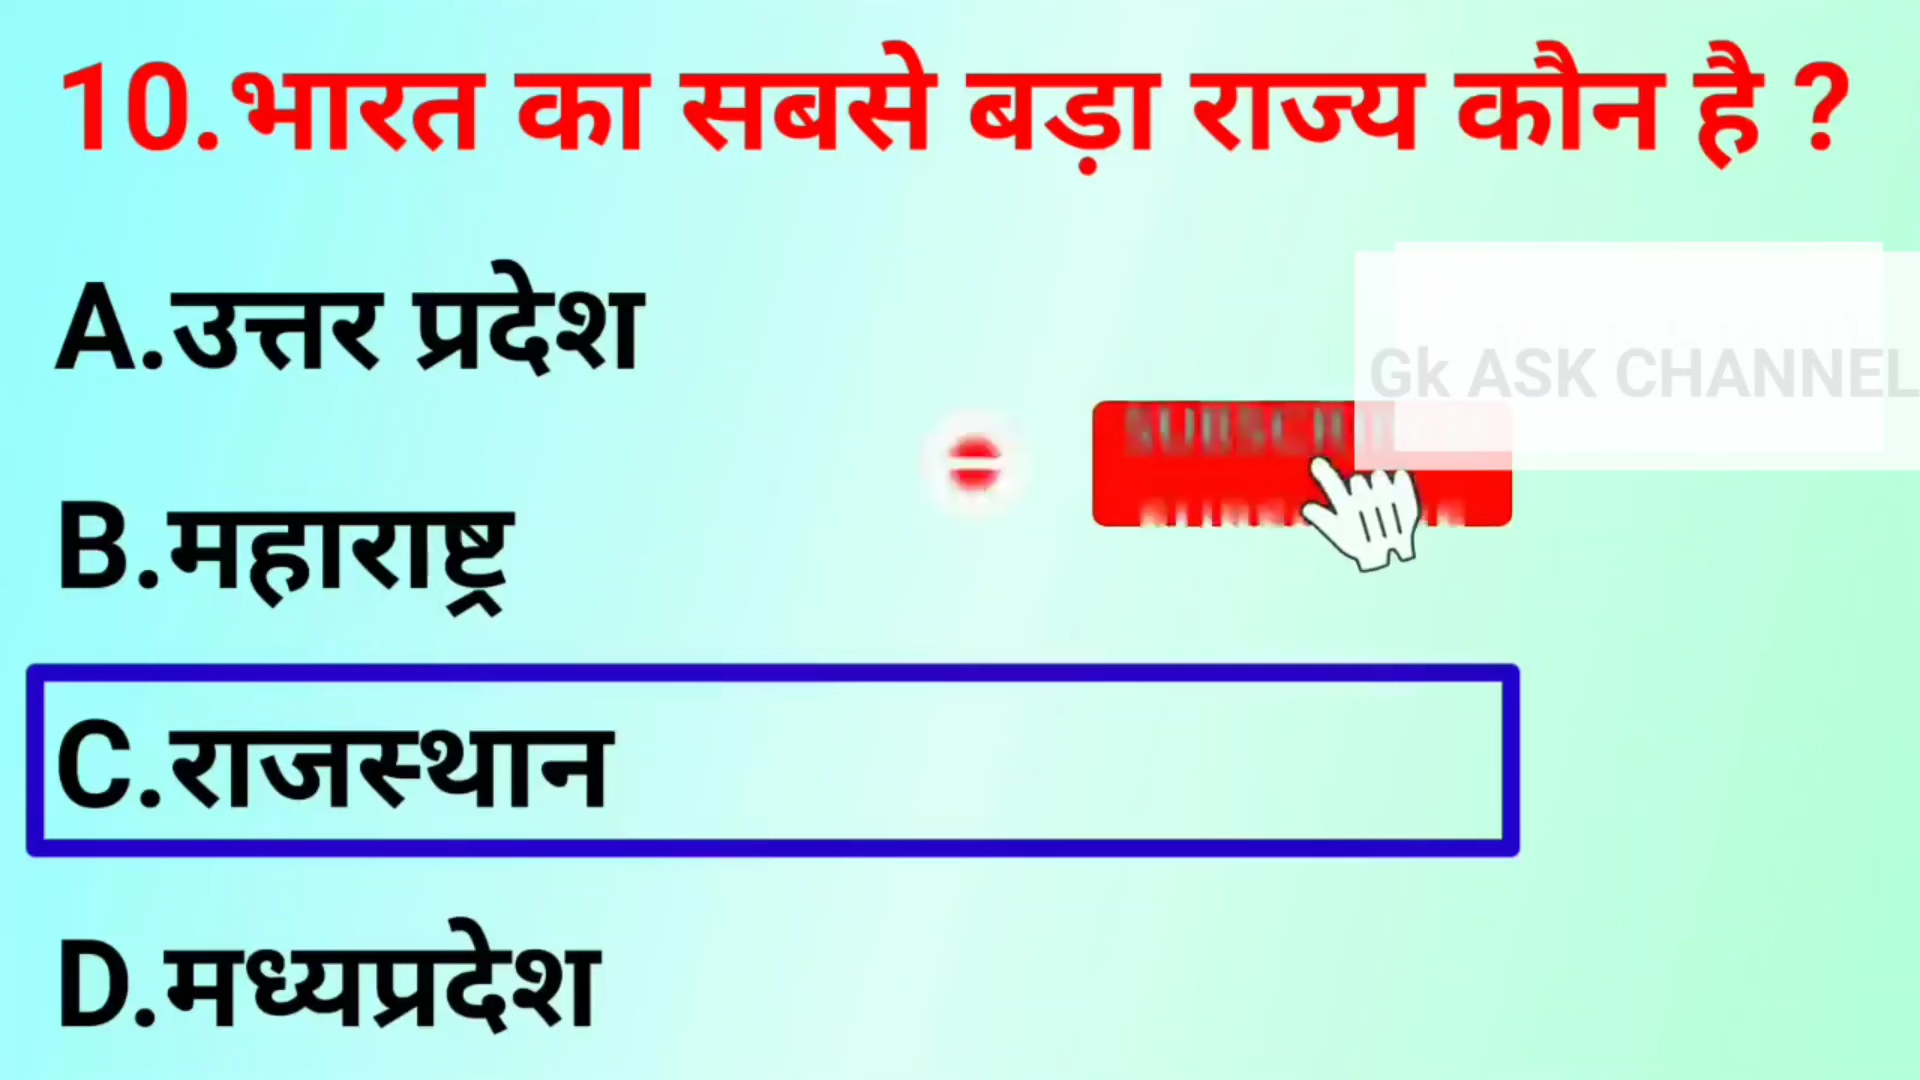 10.भारत का सबसे बड़ा राज्य कौन है ?
A.उत्तर प्रदेश
Gk ASK CHANNEL
B.महाराष्ट्र
C.राजस्थान
D.मध्यप्रदेश